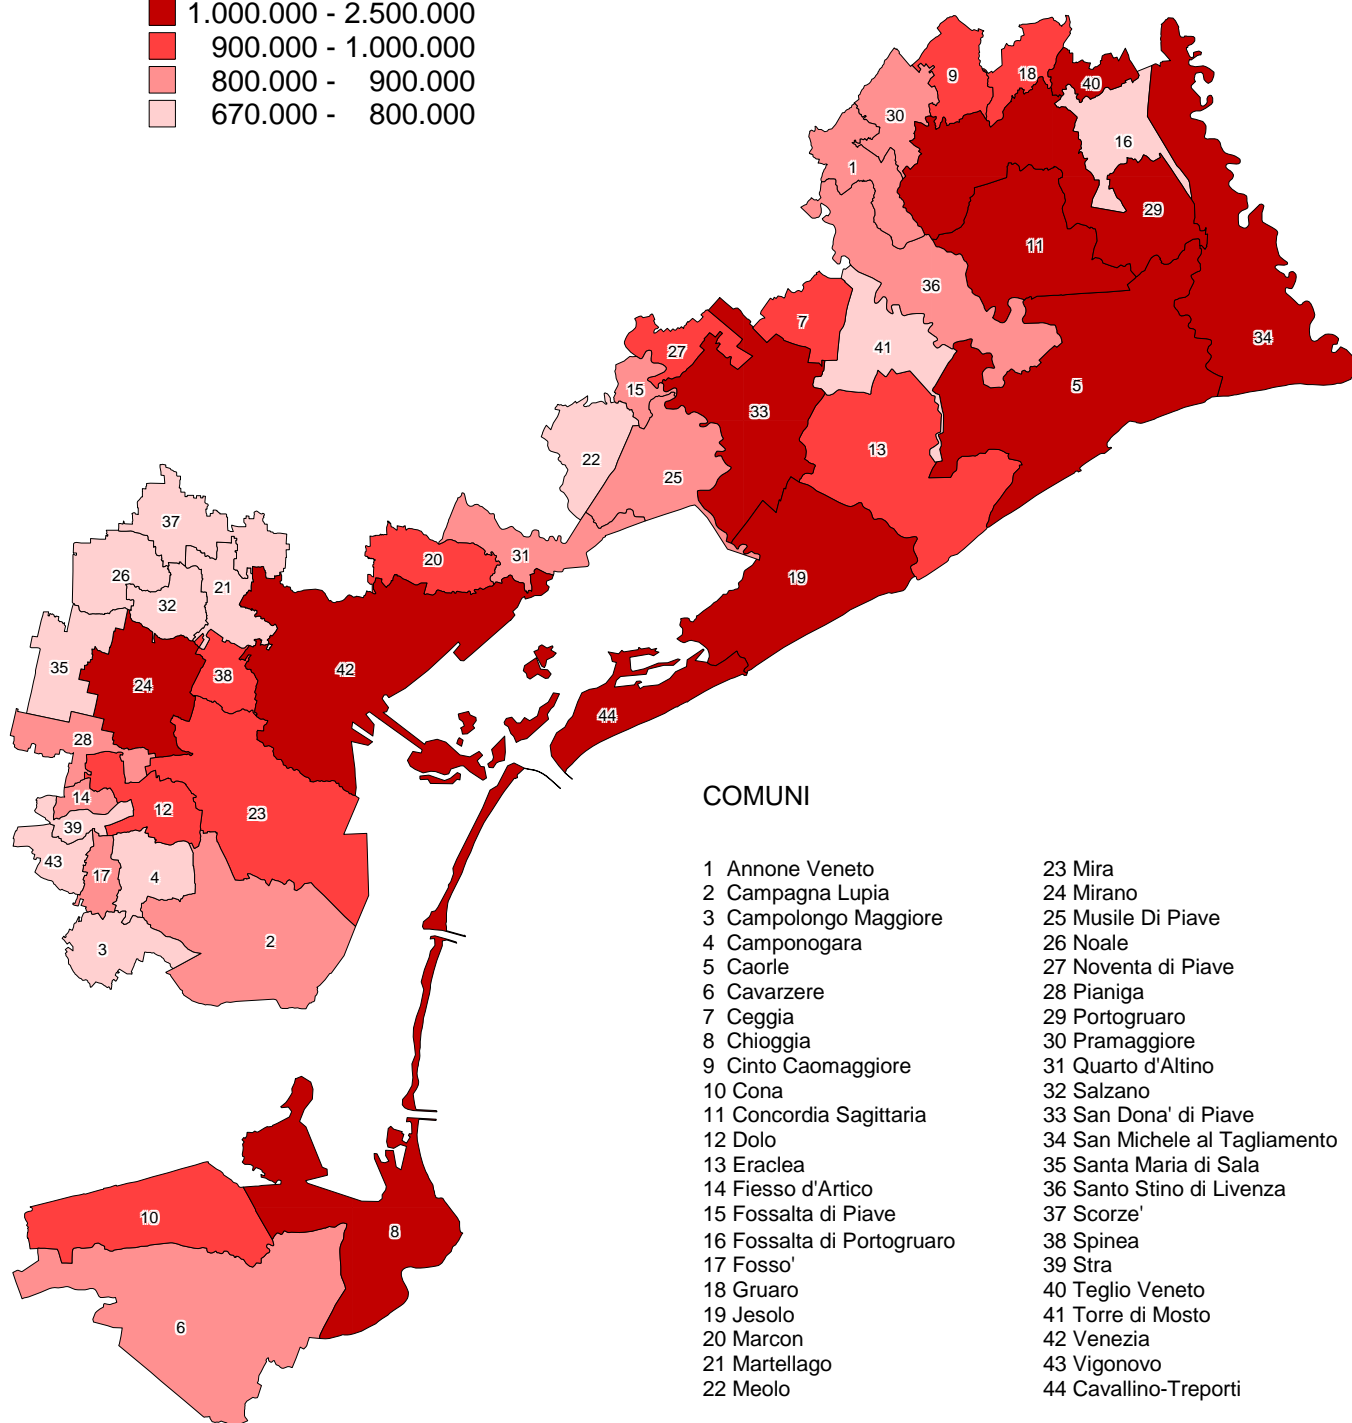 1.000.000 - 2.500.000
900.000 - 1.000.000
800.000 - 900.000
670.000 - 800.000
9
18
40
30
16
1
29
11
36
34
7
41
27
5
15
33
13
22
25
37
20
31
26
21
19
32
35
42
38
24
44
28
14
12
23
39
43
17
4
2
3
10
8
6
COMUNI
1 Annone Veneto
2 Campagna Lupia
3 Campolongo Maggiore
4 Camponogara
5 Caorle
6 Cavarzere
7 Ceggia
8 Chioggia
9 Cinto Caomaggiore
10 Cona
11 Concordia Sagittaria
12 Dolo
13 Eraclea
14 Fiesso d'Artico
15 Fossalta di Piave
16 Fossalta di Portogruaro
17 Fosso'
18 Gruaro
19 Jesolo
20 Marcon
21 Martellago
22 Meolo
23 Mira
24 Mirano
25 Musile Di Piave
26 Noale
27 Noventa di Piave
28 Pianiga
29 Portogruaro
30 Pramaggiore
31 Quarto d'Altino
32 Salzano
33 San Dona' di Piave
34 San Michele al Tagliamento
35 Santa Maria di Sala
36 Santo Stino di Livenza
37 Scorze'
38 Spinea
39 Stra
40 Teglio Veneto
41 Torre di Mosto
42 Venezia
43 Vigonovo
44 Cavallino-Treporti